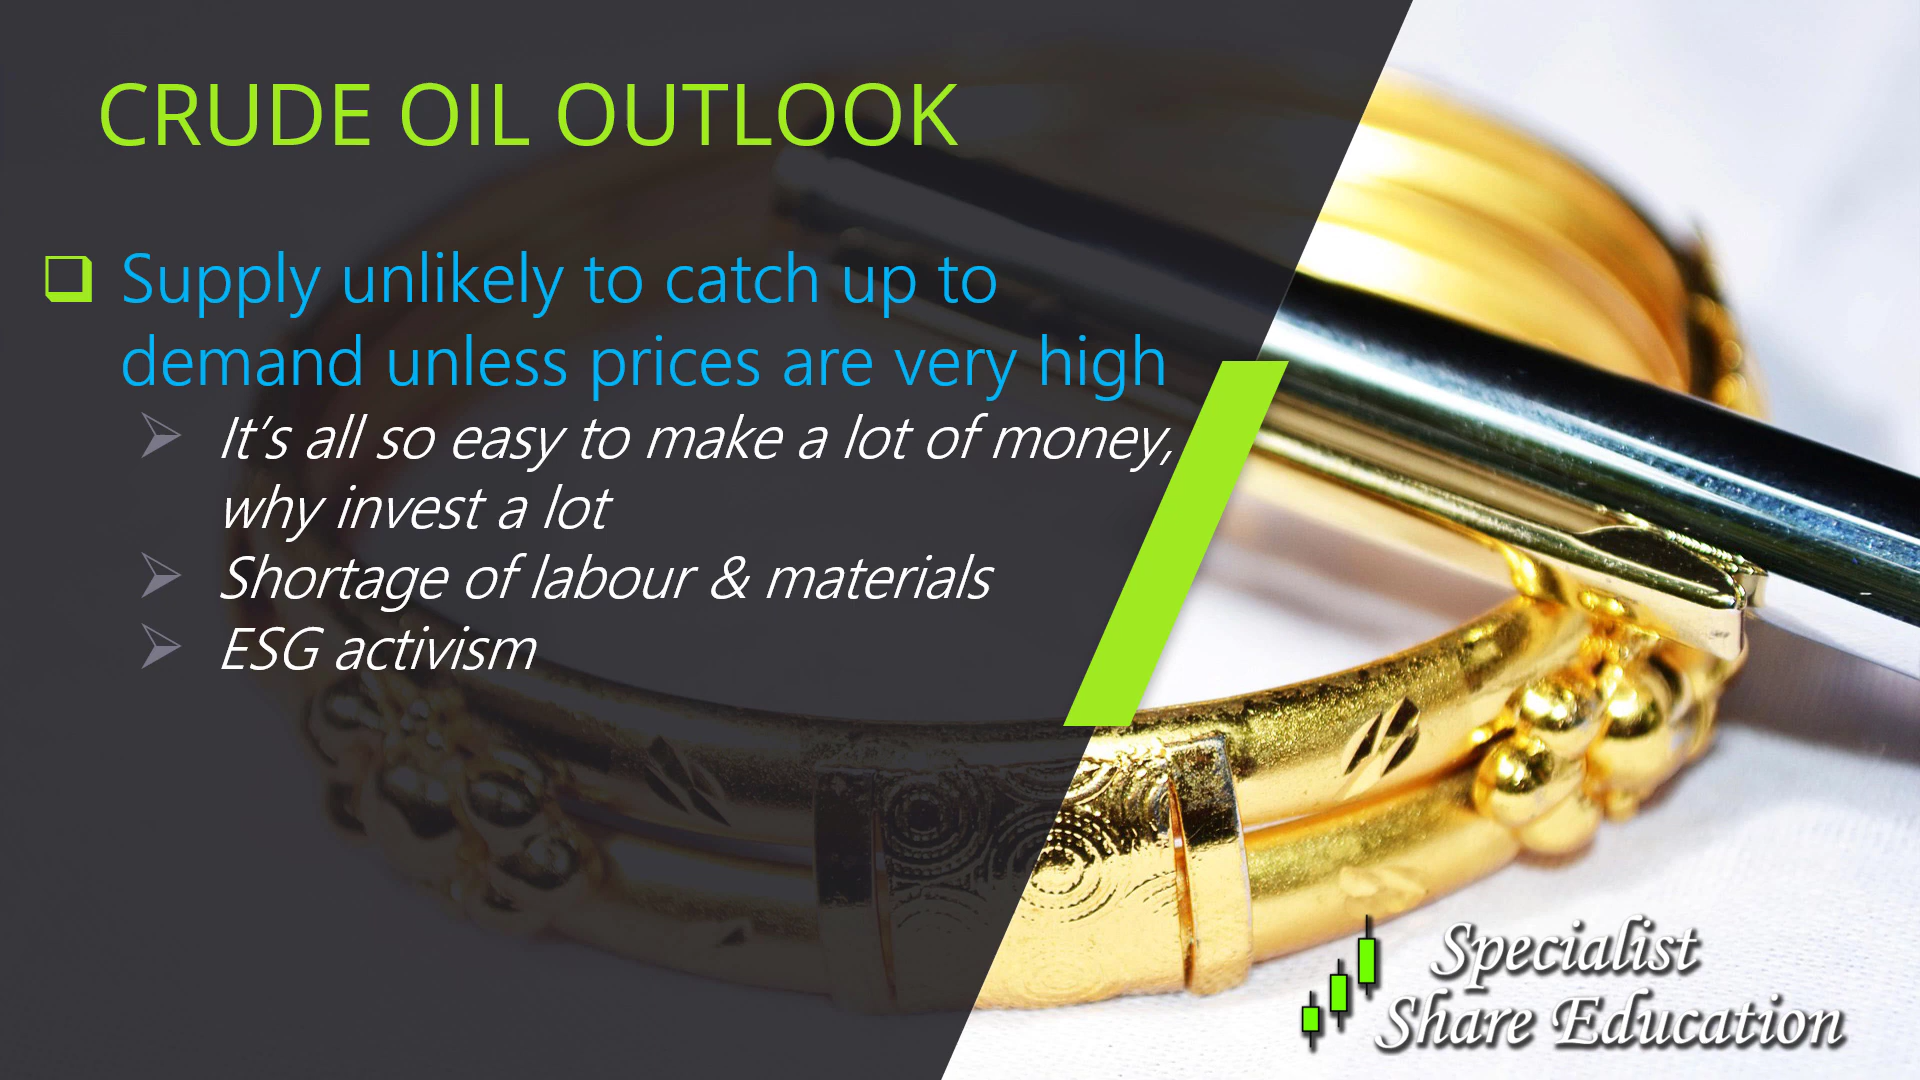 CRUDE OIL OUTLOOK
Supply unlikely to catch up to
demand unless prices are very high
It's all so easy to make a lot of money,
why invest a lot
Shortage of labour & materials
ESG activism
Specialist
Share Education